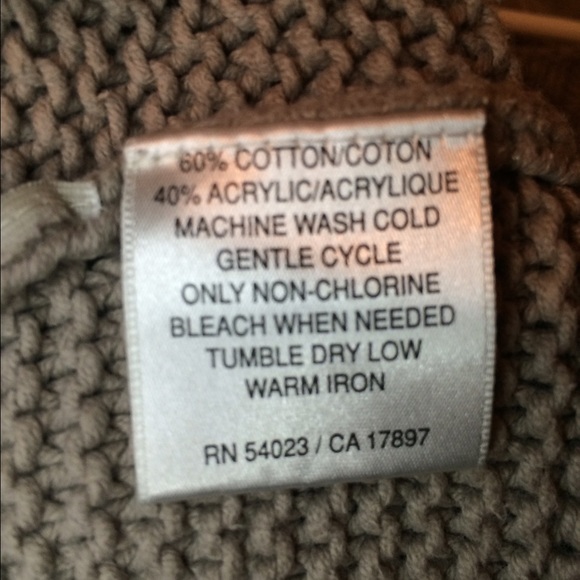 60% COTTON/COTON
40% ACRYLIC/ACRYLIQUE
MACHINE WASH COLD
GENTLE CYCLE
ONLY NON-CHLORINE
BLEACH WHEN NEEDED
TUMBLE DRY LOW
WARM IRON
RN 54023 / CA 17897